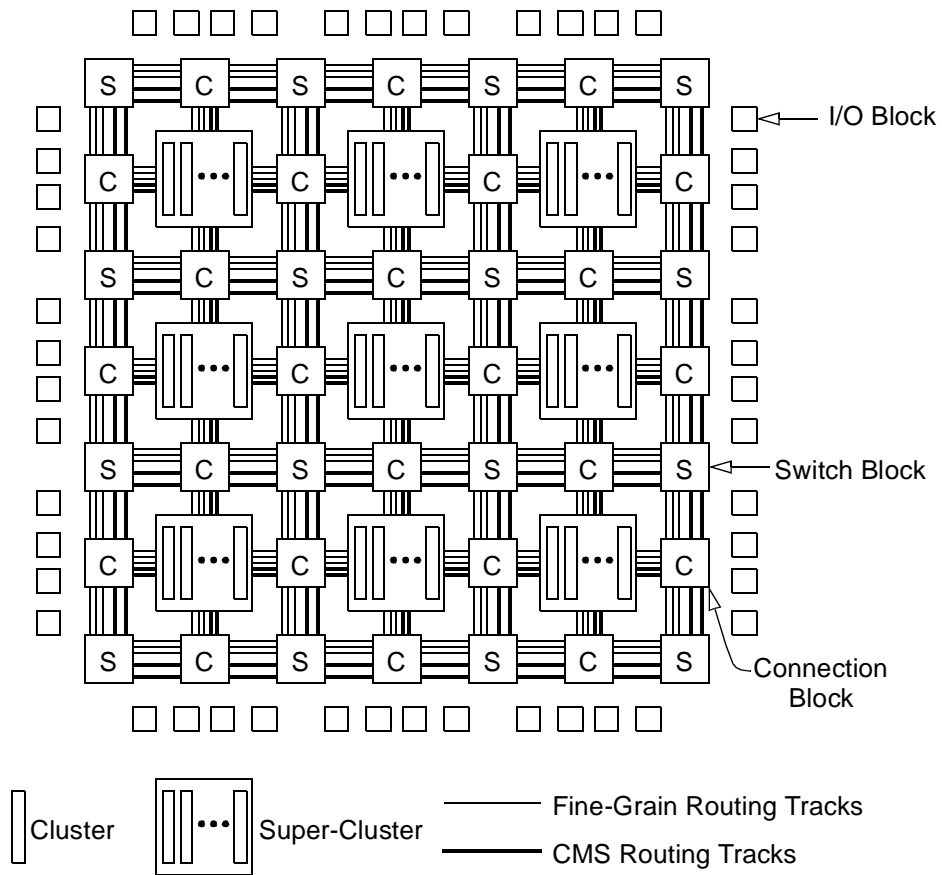 S C S C S C S
I/O Block
C C C C
S C S C S C S
C C C C
S C S C S C S
Switch Block
C C C C
S C S C S C S
Connection
Block
Cluster
Super-Cluster
Fine-Grain Routing Tracks
CMS Routing Tracks